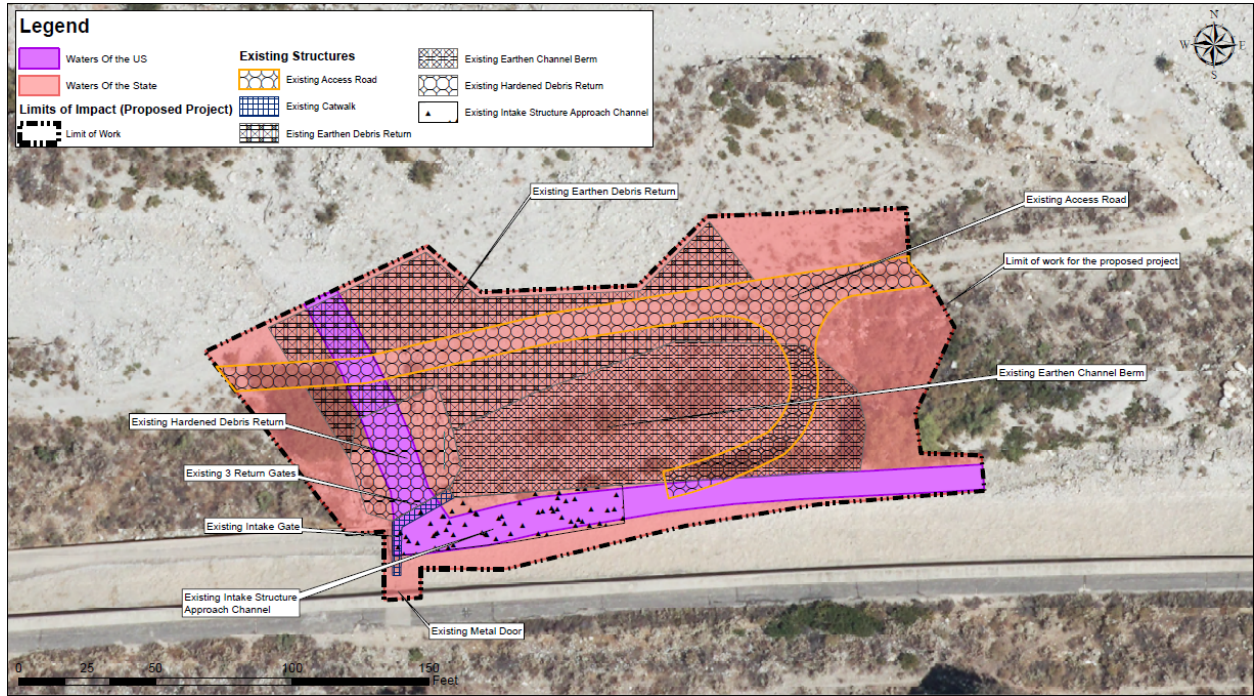 Legend
Waters Of the US
Waters Of the State
Limits of Impact (Proposed Project)
Limit of Work
Existing Structures
Existing Access Road
Existing Catwalk
Eisting Earthen Debris Return
Existing Earthen Channel Berm
Existing Hardened Debris Return
Existing Intake Structure Approach Channel
N
W
E
S
Existing Earthen Debris Return
Existing Access Road
Limit of work for the proposed project
Existing Earthen Channel Berm
Existing Hardened Debris Return
Existing 3 Return Gates
Existing Intake Gate
Existing Intake Structure
Approach Channel
Existing Metal Door
0 25 50 100 150
Feet